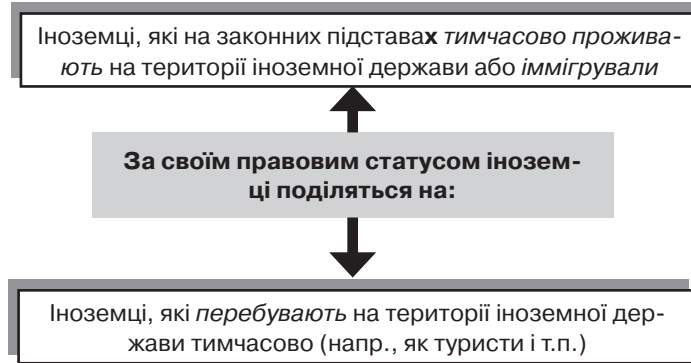 Іноземці, які на законних підставах тимчасово прожива-
ють на території іноземної держави або іммігрували
За своїм правовим статусом інозем-
ці поділяться на:
Іноземці, які перебувають на території іноземної дер-
жави тимчасово (напр., як туристи і т.п.)